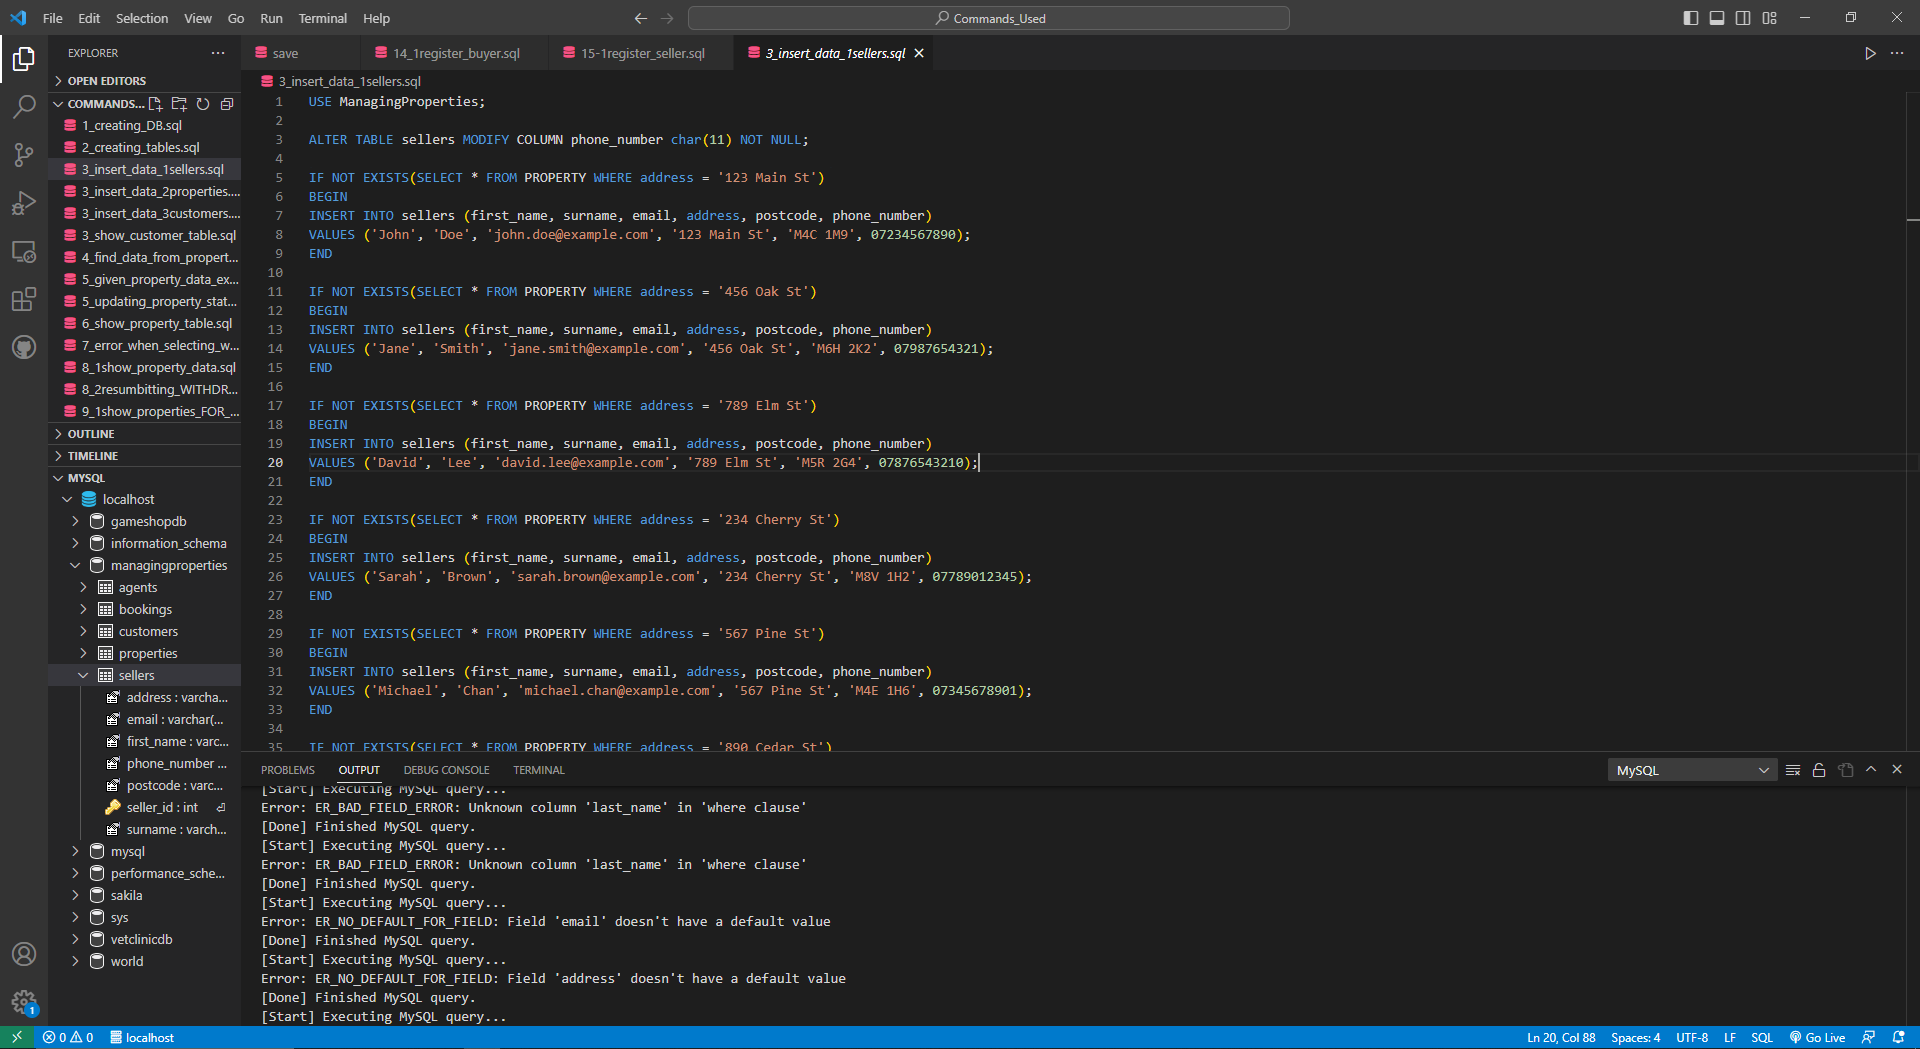 File Edit Selection View Go Run Terminal Help
Commands_Used
EXPLORER
OPEN EDITORS
COMMANDS...
1_creating_DB.sql
2_creating_tables.sql
3_insert_data_1sellers.sql
3_insert_data_2properties....
3_insert_data_3customers....
3_show_customer_table.sql
4_find_data_from_propert...
5_given_property_data_ex...
5_updating_property_stat...
6_show_property_table.sql
7_error_when_selecting_w...
8_1show_property_data.sql
8_2resumbitting_WITHDR...
9_1show_properties_FOR_...
OUTLINE
TIMELINE
MYSQL
localhost
gameshopdb
information_schema
managingproperties
agents
bookings
customers
properties
sellers
address : varcha...
email : varchar(...
first_name : varc...
phone_number ...
postcode : varc...
seller_id : int
surname : varch...
mysql
performance_sche...
sakila
sys
vetclinicdb
world
save 14_1register_buyer.sql 15-1register_seller.sql 3_insert_data_1sellers.sql
3_insert_data_1sellers.sql
1 USE ManagingProperties;
2
3 ALTER TABLE sellers MODIFY COLUMN phone_number char(11) NOT NULL;
4
5 IF NOT EXISTS(SELECT * FROM PROPERTY WHERE address = '123 Main St')
6 BEGIN
7 INSERT INTO sellers (first_name, surname, email, address, postcode, phone_number)
8 VALUES ('John', 'Doe', 'john.doe@example.com', '123 Main St', 'M4C 1M9', 07234567890);
9 END
10
11 IF NOT EXISTS(SELECT * FROM PROPERTY WHERE address = '456 Oak St')
12 BEGIN
13 INSERT INTO sellers (first_name, surname, email, address, postcode, phone_number)
14 VALUES ('Jane', 'Smith', 'jane.smith@example.com', '456 Oak St', 'M6H 2K2', 07987654321);
15 END
16
17 IF NOT EXISTS(SELECT * FROM PROPERTY WHERE address = '789 Elm St')
18 BEGIN
19 INSERT INTO sellers (first_name, surname, email, address, postcode, phone_number)
20 VALUES ('David', 'Lee', 'david.lee@example.com', '789 Elm St', 'M5R 2G4', 07876543210);
21 END
22
23 IF NOT EXISTS(SELECT * FROM PROPERTY WHERE address = '234 Cherry St')
24 BEGIN
25 INSERT INTO sellers (first_name, surname, email, address, postcode, phone_number)
26 VALUES ('Sarah', 'Brown', 'sarah.brown@example.com', '234 Cherry St', 'M8V 1H2', 07789012345);
27 END
28
29 IF NOT EXISTS(SELECT * FROM PROPERTY WHERE address = '567 Pine St')
30 BEGIN
31 INSERT INTO sellers (first_name, surname, email, address, postcode, phone_number)
32 VALUES ('Michael', 'Chan', 'michael.chan@example.com', '567 Pine St', 'M4E 1H6', 07345678901);
33 END
34
35 IF NOT EXISTS(SELECT * FROM PROPERTY WHERE address = '890 Cedar St')
PROBLEMS OUTPUT DEBUG CONSOLE TERMINAL MySQL
[Start] Executing MySQL query...
Error: ER_BAD_FIELD_ERROR: Unknown column 'last_name' in 'where clause'
[Done] Finished MySQL query.
[Start] Executing MySQL query...
Error: ER_BAD_FIELD_ERROR: Unknown column 'last_name' in 'where clause'
[Done] Finished MySQL query.
[Start] Executing MySQL query...
Error: ER_NO_DEFAULT_FOR_FIELD: Field 'email' doesn't have a default value
[Done] Finished MySQL query.
[Start] Executing MySQL query...
Error: ER_NO_DEFAULT_FOR_FIELD: Field 'address' doesn't have a default value
[Done] Finished MySQL query.
[Start] Executing MySQL query...
1
0 0 localhost Ln 20, Col 88 Spaces: 4 UTF-8 LF SQL Go Live